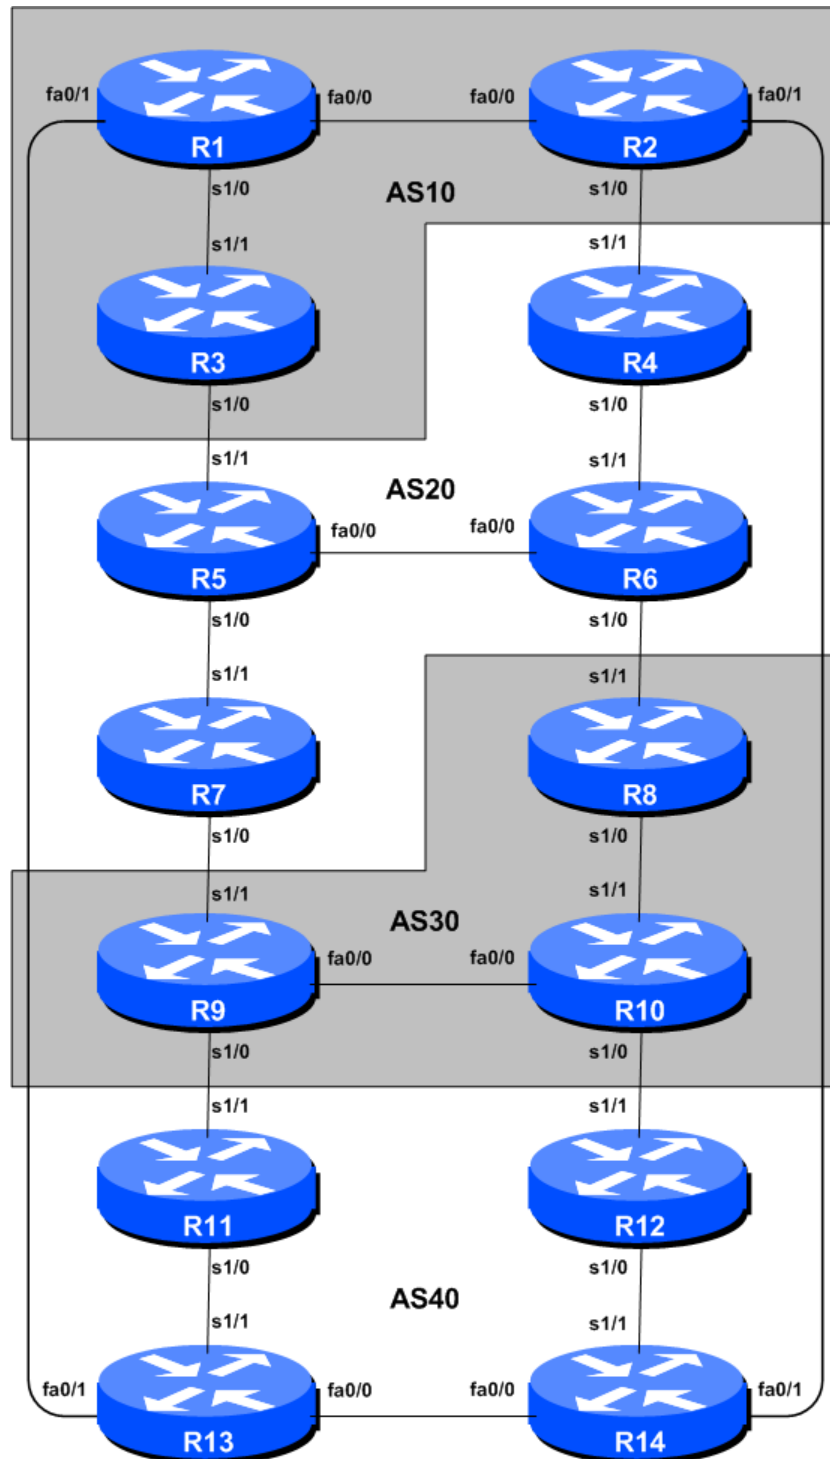 fa0/1 fa0/0 fa0/0 fa0/1
R1 R2
s1/0 AS10 s1/0
s1/1 s1/1
R3 R4
s1/0 s1/0
s1/1 AS20 s1/1
fa0/0 fa0/0
R5 R6
s1/0 s1/0
s1/1 s1/1
R7 R8
s1/0 s1/0
s1/1 AS30 s1/1
fa0/0 fa0/0
R9 R10
s1/0 s1/0
s1/1 s1/1
R11 R12
s1/0 s1/0
AS40
s1/1 s1/1
fa0/1 fa0/0 fa0/0 fa0/1
R13 R14